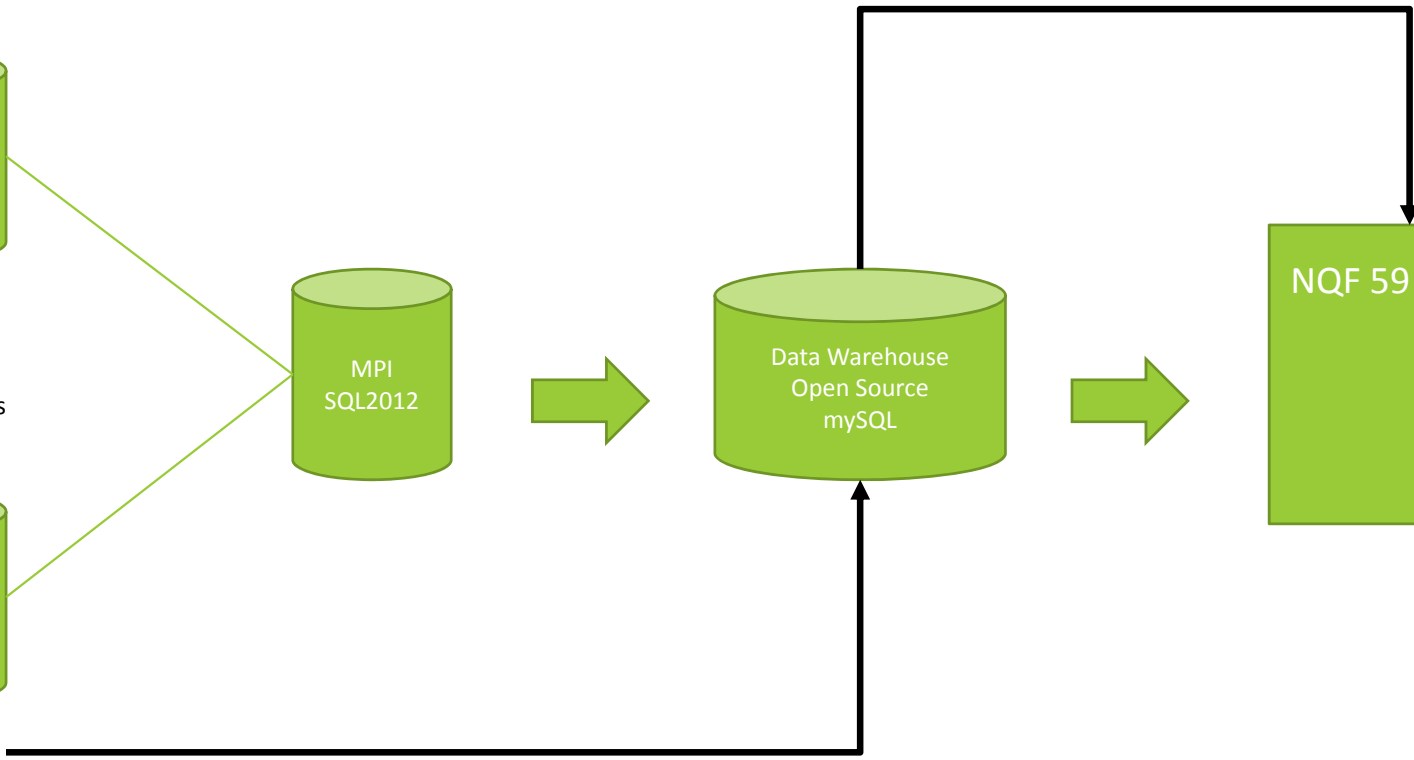 s
MPI
SQL2012
Data Warehouse
Open Source
mySQL
NQF 59